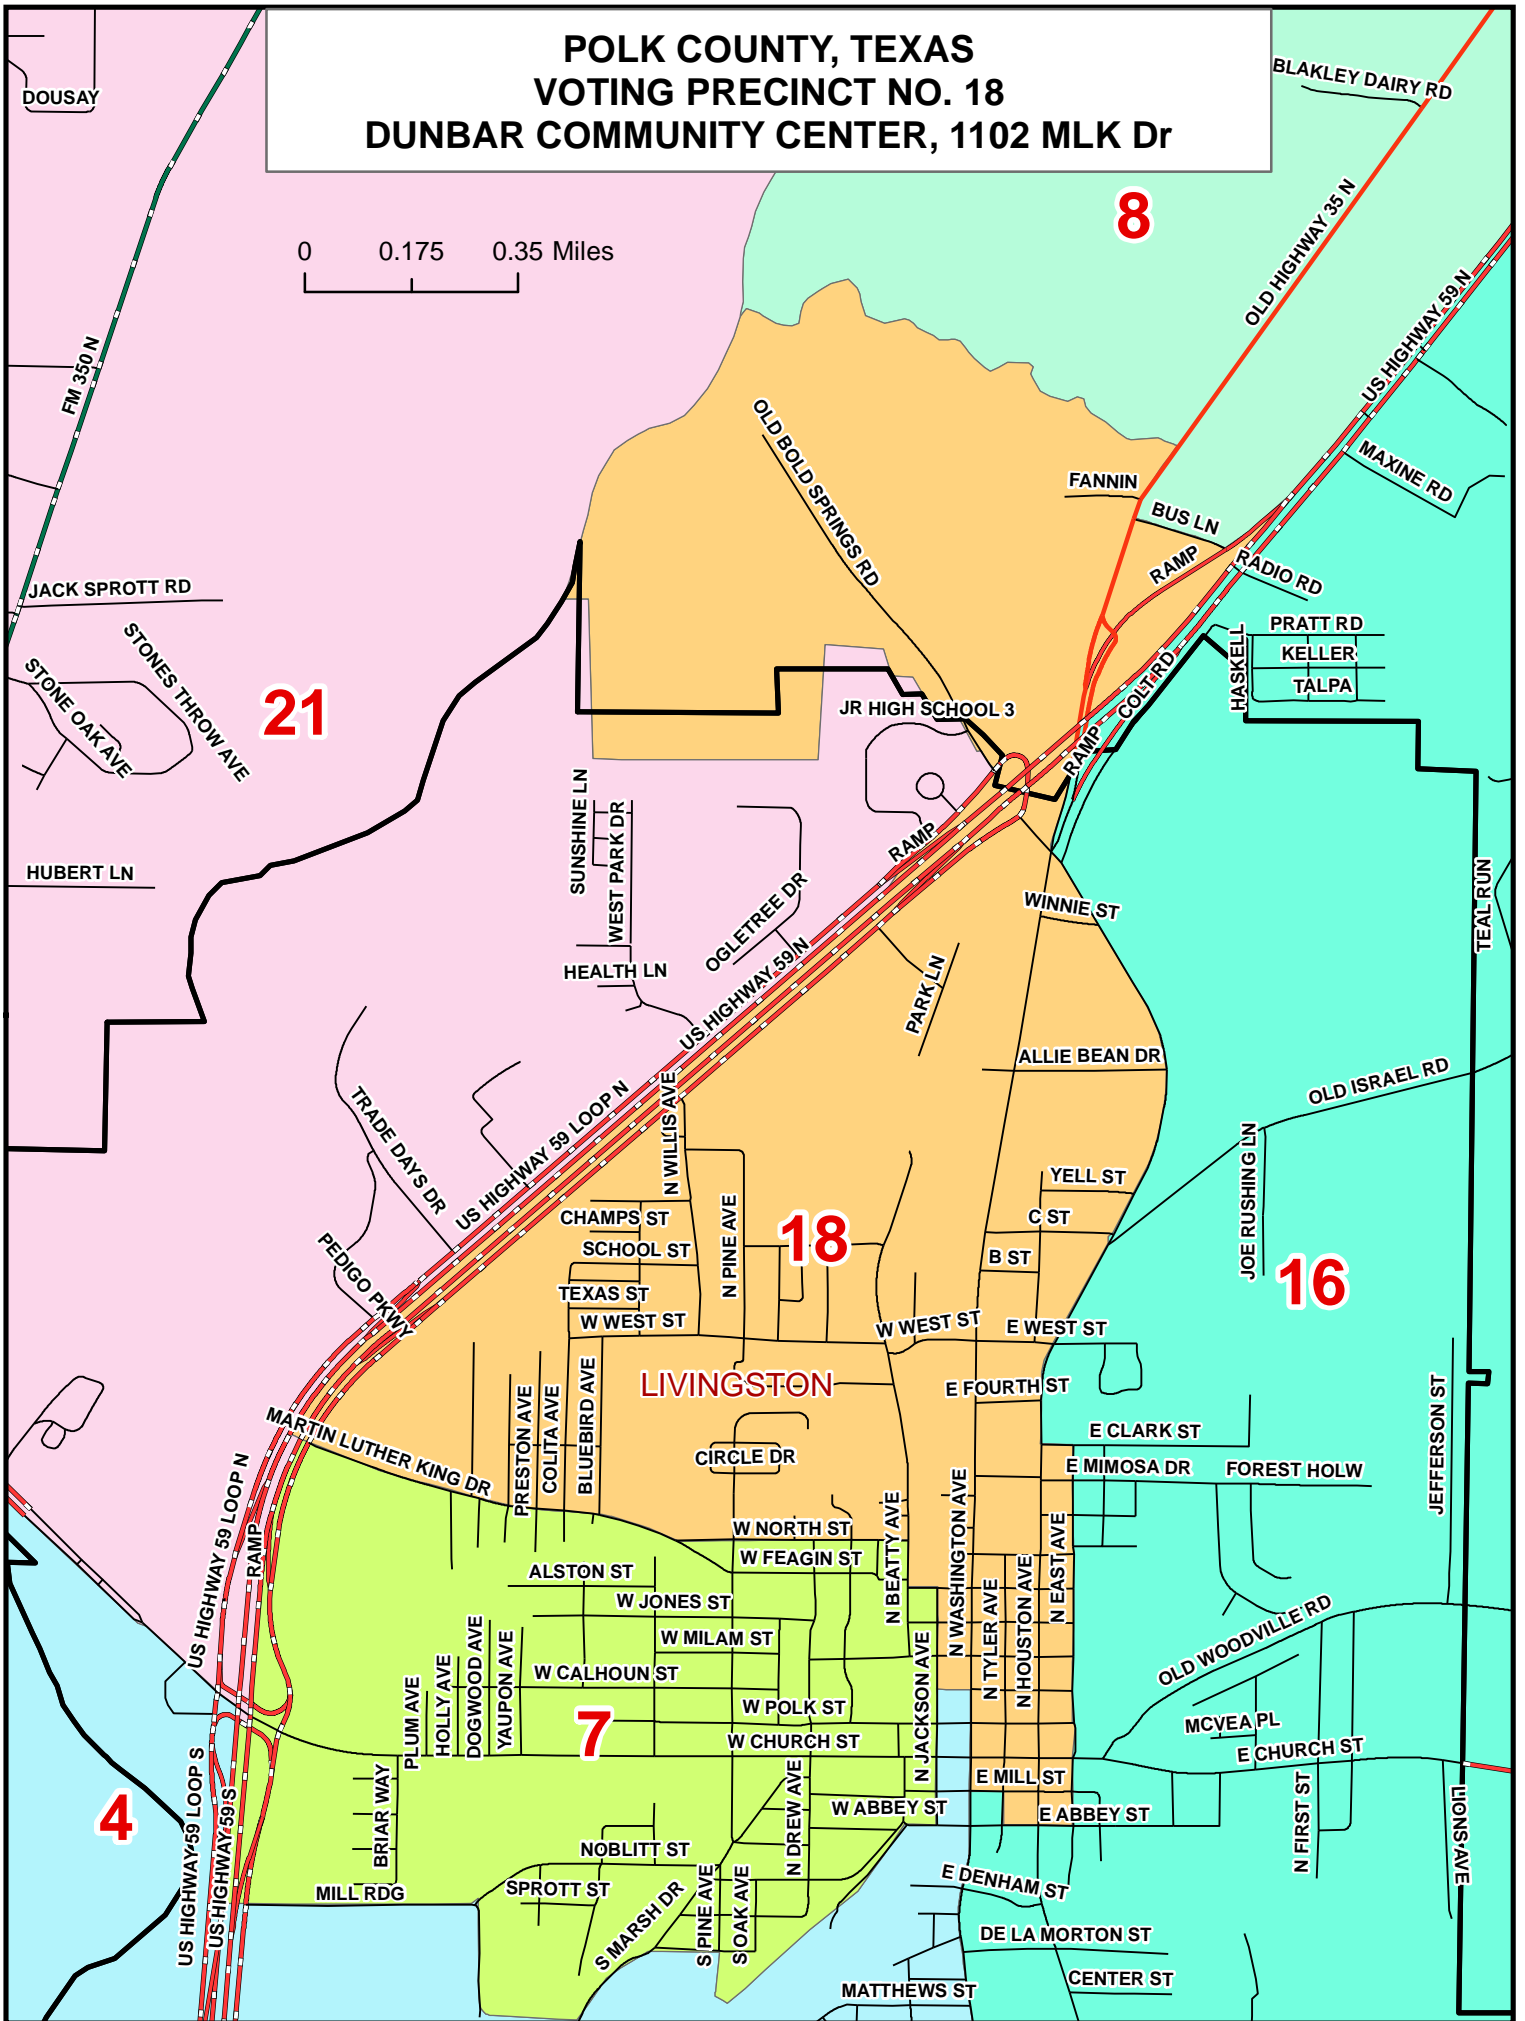 POLK COUNTY, TEXAS
VOTING PRECINCT NO. 18
DUNBAR COMMUNITY CENTER, 1102 MLK Dr
BLAKLEY DAIRY RD
DOUSAY
8
0 0.175 0.35 Miles
OLD HIGHWAY 35 N
US HIGHWAY 59 N
FM 350 N
OLD BOLD SPRINGS RD
MAXINE RD
FANNIN
BUS LN
RAMP
RADIO RD
JACK SPROTT RD
STONES THROW AVE
STONE OAK AVE
21
PRATT RD
KELLER
TALPA
HASKELL
COLT RD
RAMP
JR HIGH SCHOOL 3
SUNSHINE LN
WEST PARK DR
RAMP
HUBERT LN
OGLETREE DR
WINNIE ST
TEAL RUN
HEALTH LN
US HIGHWAY 59 N
PARK LN
ALLIE BEAN DR
OLD ISRAEL RD
TRADE DAYS DR
US HIGHWAY 59 LOOP N
N WILLIS AVE
JOE RUSHING LN
YELL ST
CHAMPS ST
N PINE AVE
18
C ST
SCHOOL ST
B ST
PEDIGO PKWY
TEXAS ST
16
W WEST ST
W WEST ST
E WEST ST
LIVINGSTON
E FOURTH ST
PRESTON AVE
COLITA AVE
BLUEBIRD AVE
JEFFERSON ST
MARTIN LUTHER KING DR
E CLARK ST
CIRCLE DR
E MIMOSA DR
FOREST HOLW
US HIGHWAY 59 LOOP N
RAMP
W NORTH ST
N BEATTY AVE
N WASHINGTON AVE
N EAST AVE
W FEAGIN ST
ALSTON ST
N TYLER AVE
N HOUSTON AVE
W JONES ST
OLD WOODVILLE RD
W MILAM ST
W CALHOUN ST
PLUM AVE
HOLLY AVE
DOGWOOD AVE
YAUPON AVE
N JACKSON AVE
W POLK ST
7
MCVEA PL
W CHURCH ST
E CHURCH ST
US HIGHWAY 59 LOOP S
US HIGHWAY 59 S
4
BRIAR WAY
N DREW AVE
E MILL ST
W ABBEY ST
E ABBEY ST
N FIRST ST
LIONS AVE
NOBLITT ST
E DENHAM ST
MILL RDG
SPROTT ST
S MARSH DR
S PINE AVE
S OAK AVE
DE LA MORTON ST
CENTER ST
MATTHEWS ST